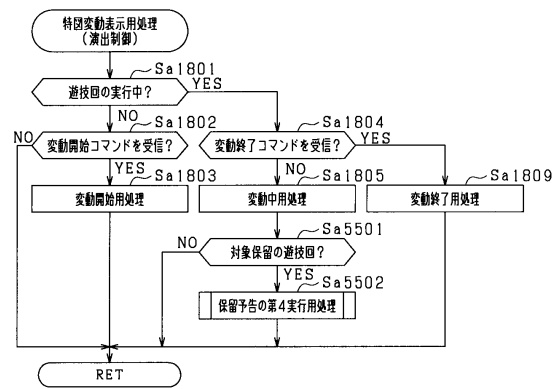 特図変動表示用処理
（演出制御）
Sa1801
遊技回の実行中？
YES
NO
Sa1802
Sa1804
NO
変動開始コマンドを受信？
変動終了コマンドを受信？
YES
YES
Sa1803
NO
Sa1805
Sa1809
変動開始用処理
変動中用処理
変動終了用処理
Sa5501
NO
対象保留の遊技回？
YES
Sa5502
保留予告の第4実行用処理
RET